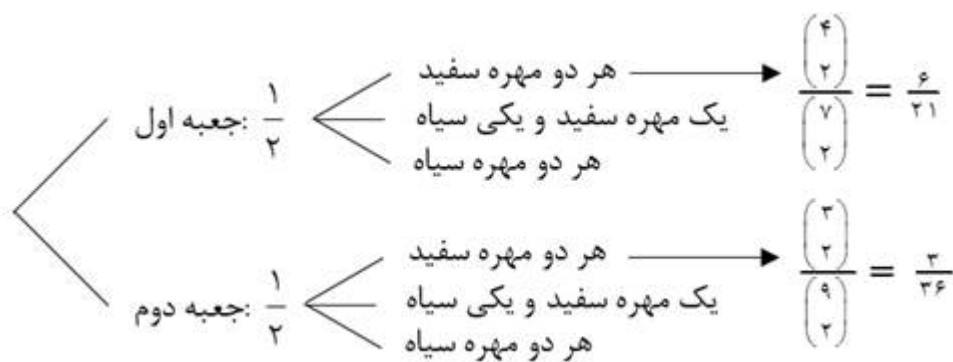 هر دو مهره سفید
(۴ ۲) / (۷ ۲) = ۶/۲۱
جعبه اول: ۱/۲
یک مهره سفید و یکی سیاه
هر دو مهره سیاه
هر دو مهره سفید
(۳ ۲) / (۹ ۲) = ۳/۳۶
جعبه دوم: ۱/۲
یک مهره سفید و یکی سیاه
هر دو مهره سیاه